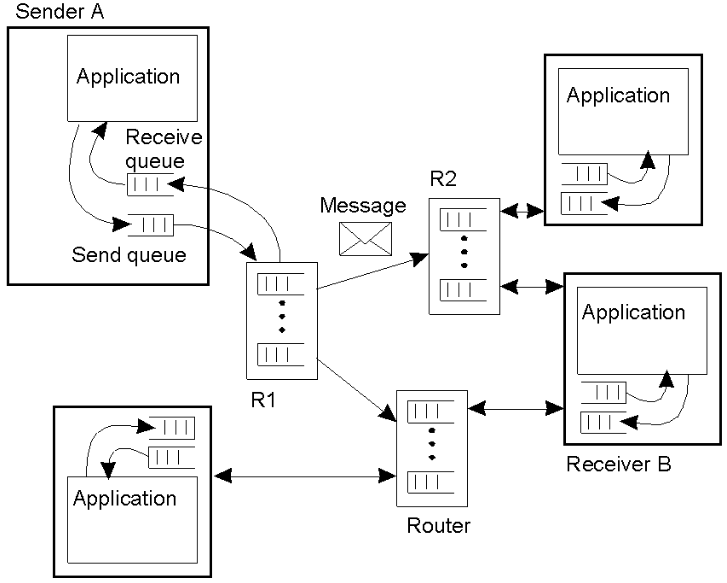 Sender A
Application
Receive
queue
Send queue
Message
R2
Application
R1
Application
Receiver B
Application
Router